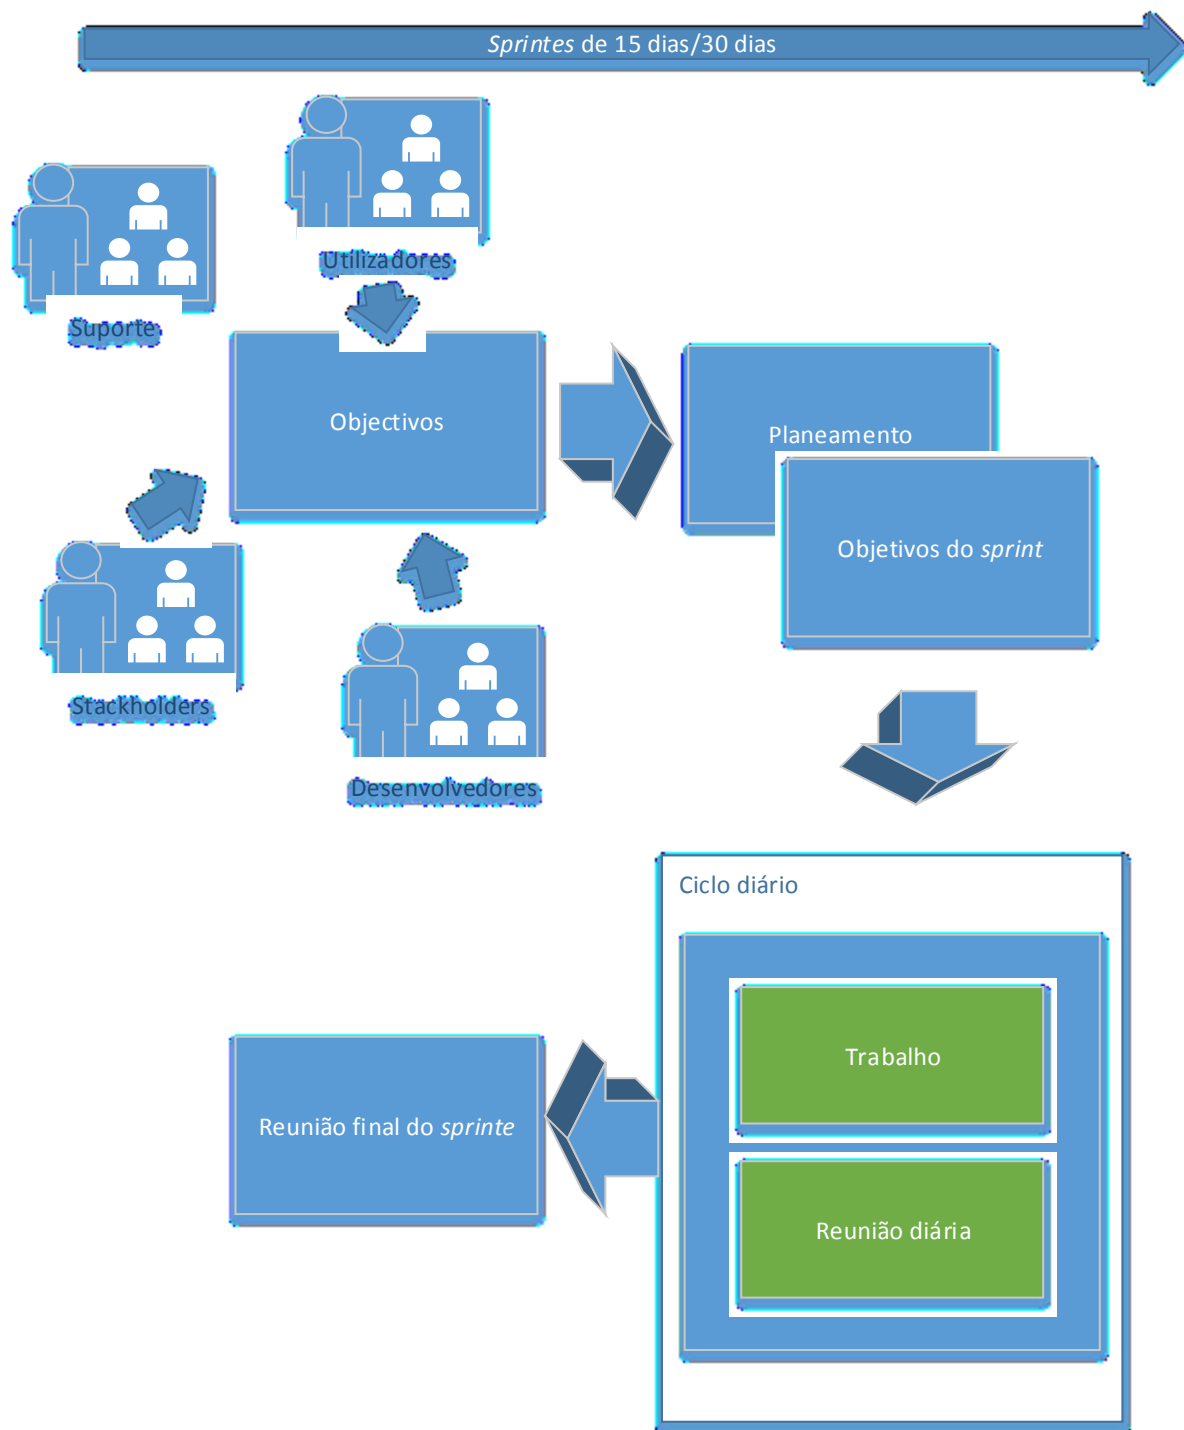 Sprintes de 15 dias/30 dias
Utilizadores
Suporte
Objectivos
Planeamento
Objetivos do sprint
Stackholders
Desenvolvedores
Ciclo diário
Trabalho
Reunião final do sprinte
Reunião diária